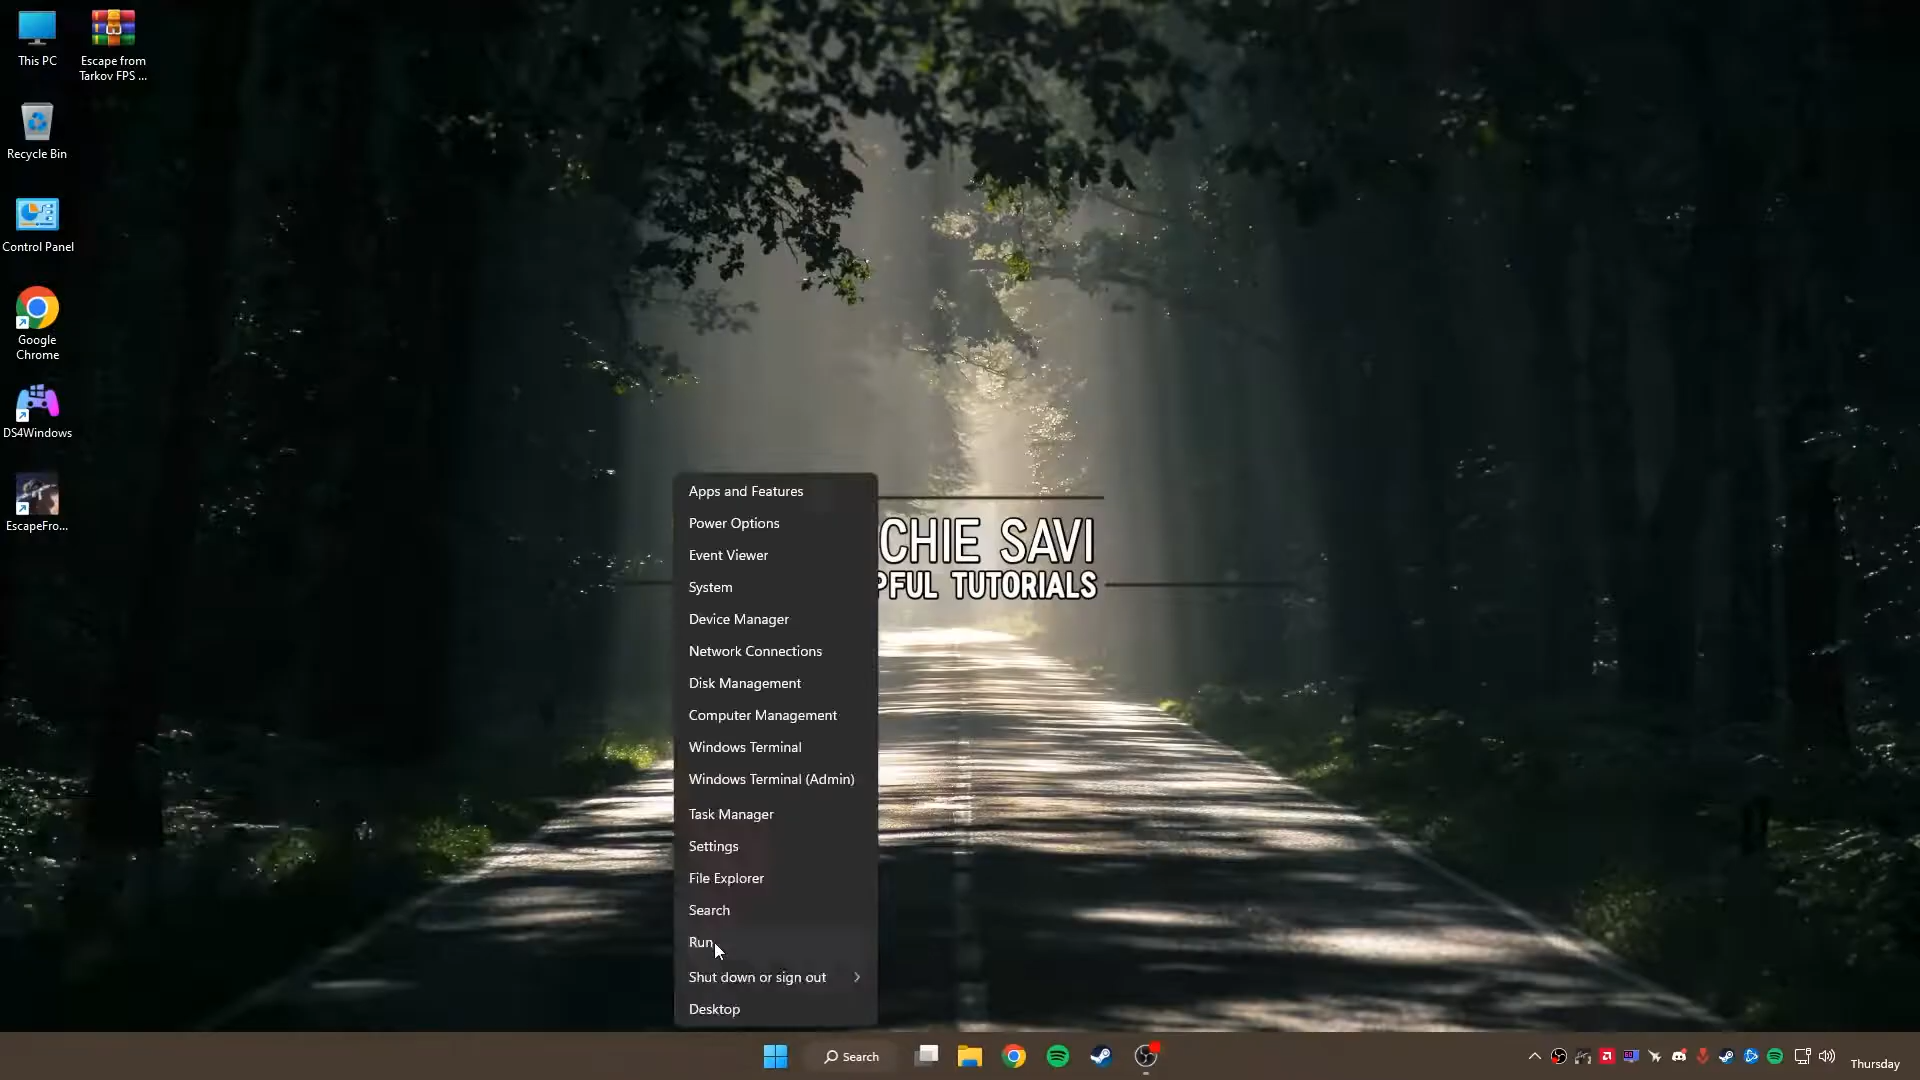 This PC
Escape from
Tarkov FPS ...
Recycle Bin
Control Panel
Google
Chrome
DS4Windows
EscapeFro...
CHIE SAVI
PFUL TUTORIALS
Apps and Features
Power Options
Event Viewer
System
Device Manager
Network Connections
Disk Management
Computer Management
Windows Terminal
Windows Terminal (Admin)
Task Manager
Settings
File Explorer
Search
Run
Shut down or sign out
Desktop
Search
Thursday